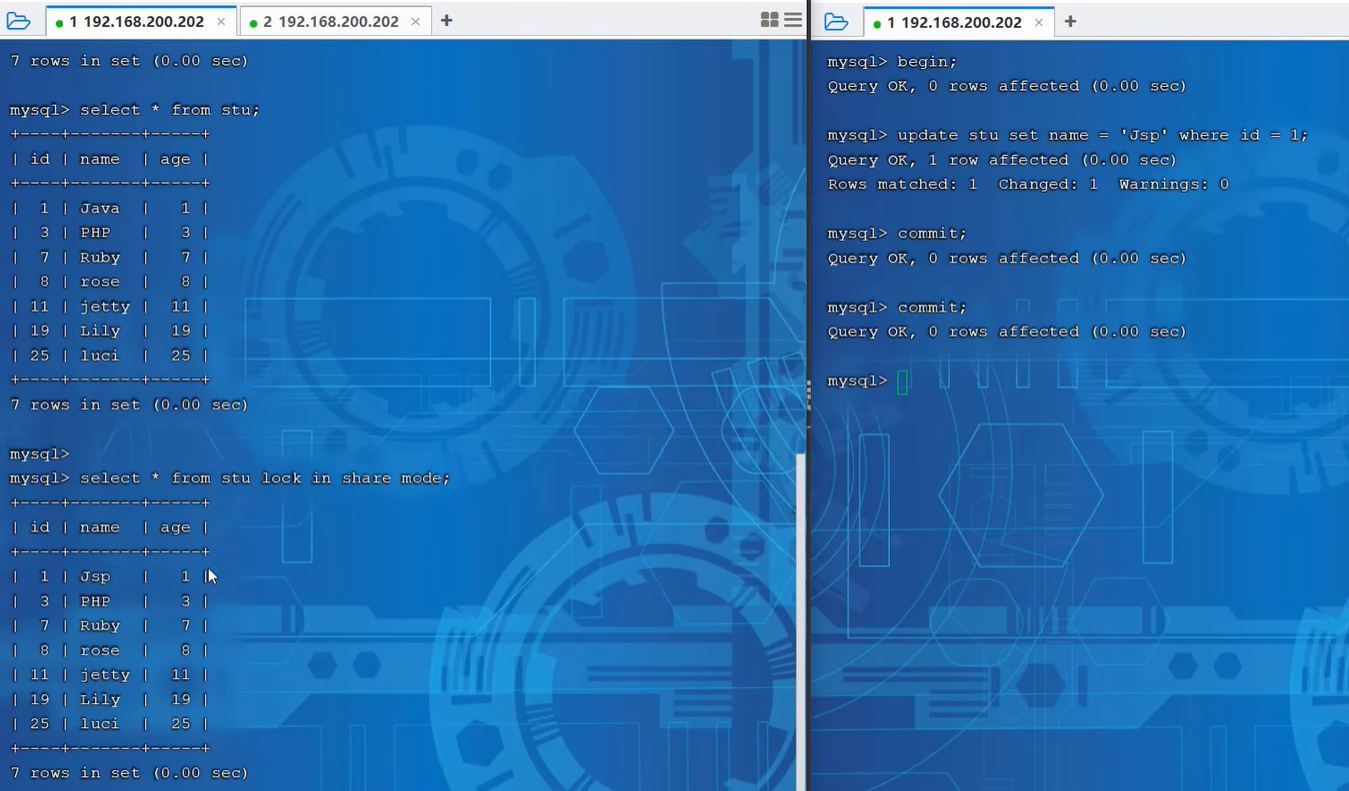 1 192.168.200.202 × 2 192.168.200.202 × +
7 rows in set (0.00 sec)
mysql> select * from stu;
+----+-------+-----+
| id | name  | age |
+----+-------+-----+
|  1 | Java  |   1 |
|  3 | PHP   |   3 |
|  7 | Ruby  |   7 |
|  8 | rose  |   8 |
| 11 | jetty |  11 |
| 19 | Lily  |  19 |
| 25 | luci  |  25 |
+----+-------+-----+
7 rows in set (0.00 sec)
mysql>
mysql> select * from stu lock in share mode;
+----+-------+-----+
| id | name  | age |
+----+-------+-----+
|  1 | Jsp   |   1 |
|  3 | PHP   |   3 |
|  7 | Ruby  |   7 |
|  8 | rose  |   8 |
| 11 | jetty |  11 |
| 19 | Lily  |  19 |
| 25 | luci  |  25 |
+----+-------+-----+
7 rows in set (0.00 sec)
1 192.168.200.202 × +
mysql> begin;
Query OK, 0 rows affected (0.00 sec)
mysql> update stu set name = 'Jsp' where id = 1;
Query OK, 1 row affected (0.00 sec)
Rows matched: 1  Changed: 1  Warnings: 0
mysql> commit;
Query OK, 0 rows affected (0.00 sec)
mysql> commit;
Query OK, 0 rows affected (0.00 sec)
mysql>